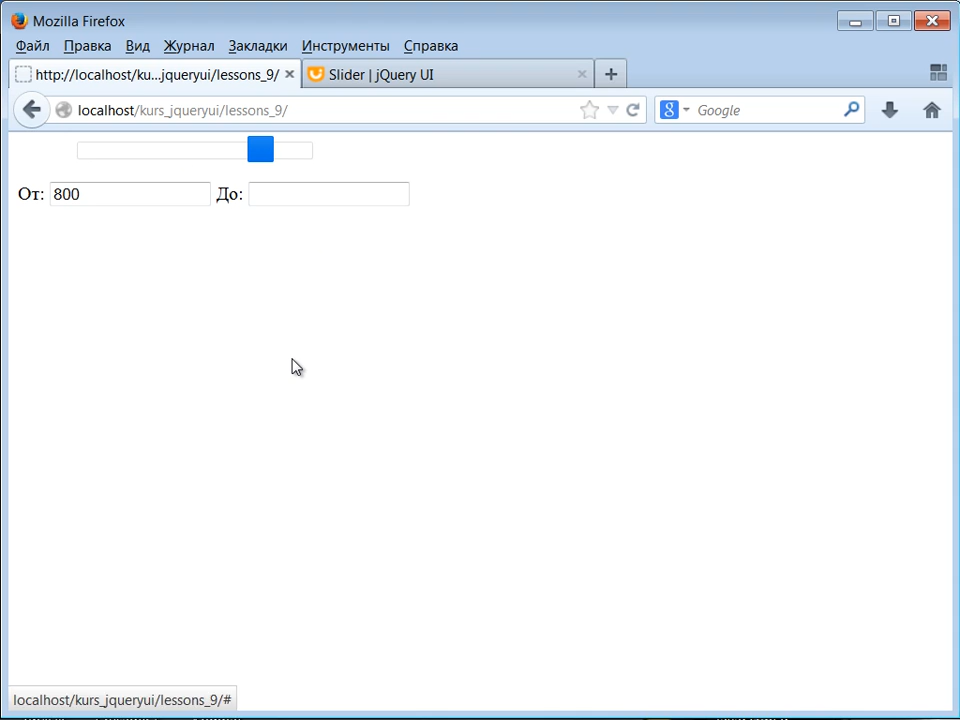 Mozilla Firefox
Файл Правка Вид Журнал Закладки Инструменты Справка
http://localhost/ku...jqueryui/lessons_9/ Slider | jQuery UI
localhost/kurs_jqueryui/lessons_9/ Google
От: 800 До:
localhost/kurs_jqueryui/lessons_9/#